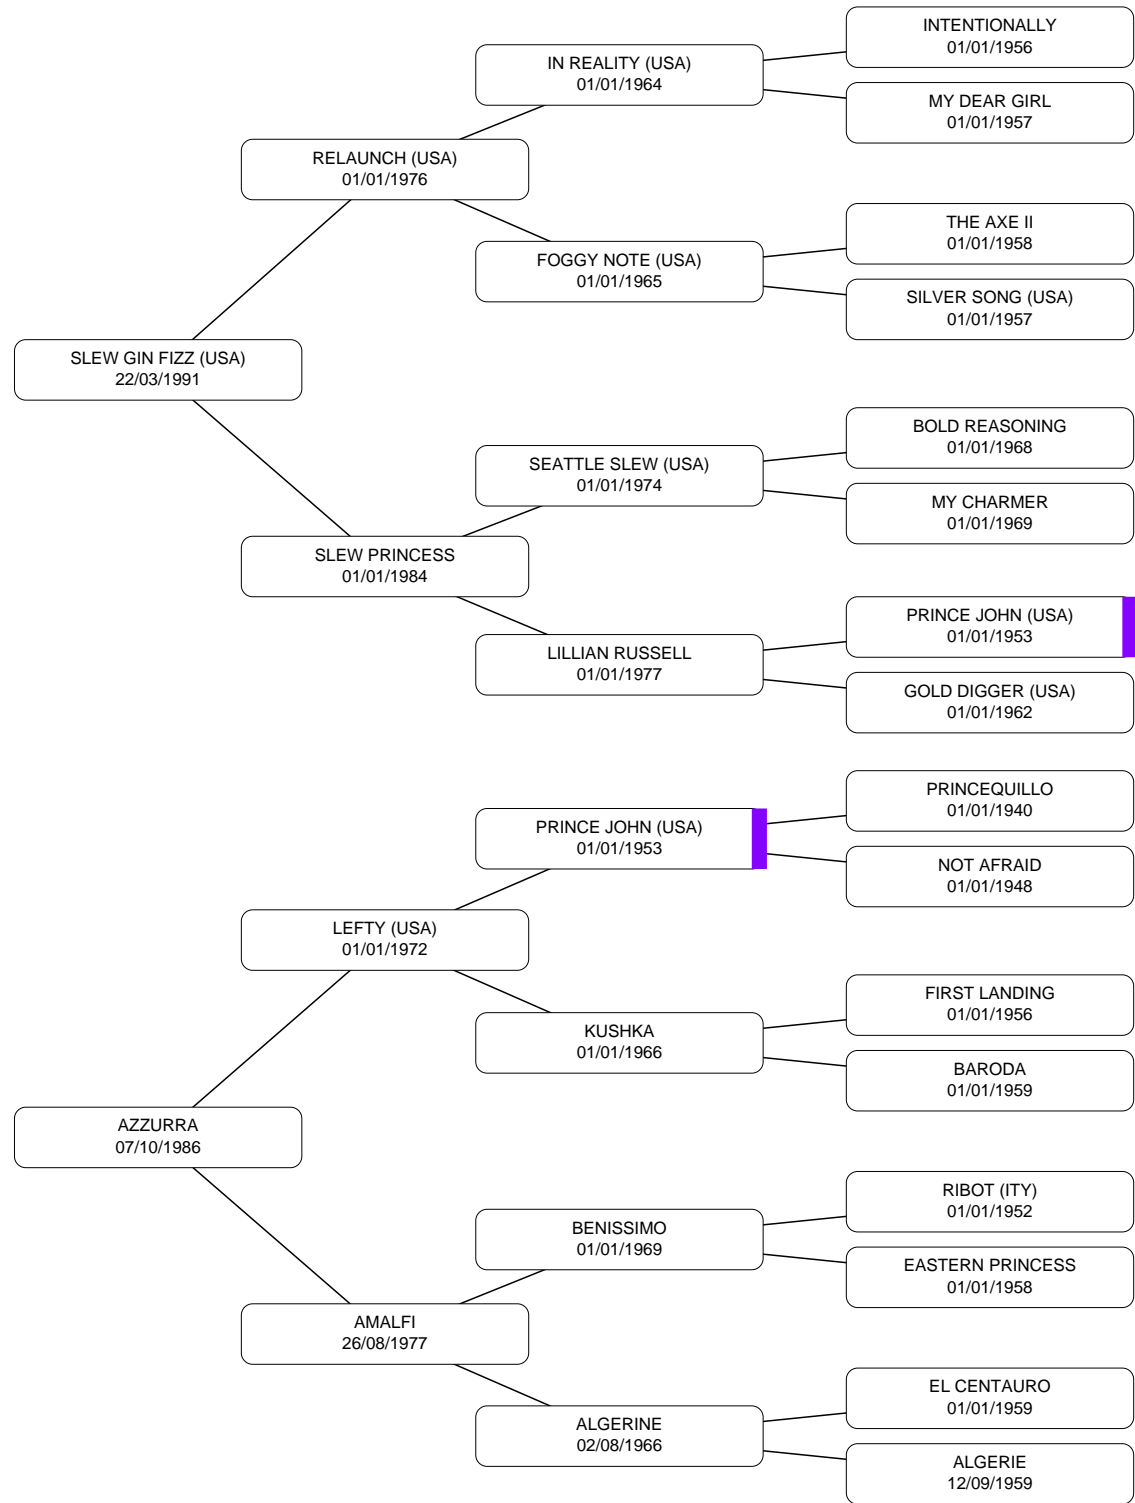 INTENTIONALLY
01/01/1956
IN REALITY (USA)
01/01/1964
MY DEAR GIRL
01/01/1957
RELAUNCH (USA)
01/01/1976
THE AXE II
01/01/1958
FOGGY NOTE (USA)
01/01/1965
SILVER SONG (USA)
01/01/1957
SLEW GIN FIZZ (USA)
22/03/1991
BOLD REASONING
01/01/1968
SEATTLE SLEW (USA)
01/01/1974
MY CHARMER
01/01/1969
SLEW PRINCESS
01/01/1984
PRINCE JOHN (USA)
01/01/1953
LILLIAN RUSSELL
01/01/1977
GOLD DIGGER (USA)
01/01/1962
PRINCEQUILLO
01/01/1940
PRINCE JOHN (USA)
01/01/1953
NOT AFRAID
01/01/1948
LEFTY (USA)
01/01/1972
FIRST LANDING
01/01/1956
KUSHKA
01/01/1966
BARODA
01/01/1959
AZZURRA
07/10/1986
RIBOT (ITY)
01/01/1952
BENISSIMO
01/01/1969
EASTERN PRINCESS
01/01/1958
AMALFI
26/08/1977
EL CENTAURO
01/01/1959
ALGERINE
02/08/1966
ALGERIE
12/09/1959